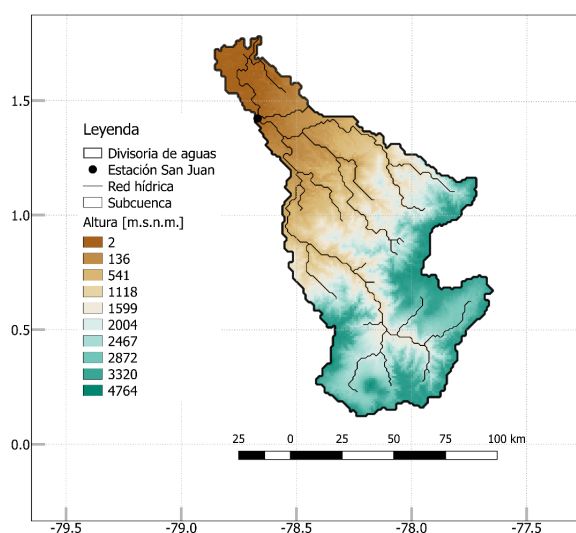 1.5
1.0
0.5
0.0
Leyenda
Divisoria de aguas
Estación San Juan
Red hídrica
Subcuenca
Altura [m.s.n.m.]
2
136
541
1118
1599
2004
2467
2872
3320
4764
25 0 25 50 75 100 km
-79.5 -79.0 -78.5 -78.0 -77.5